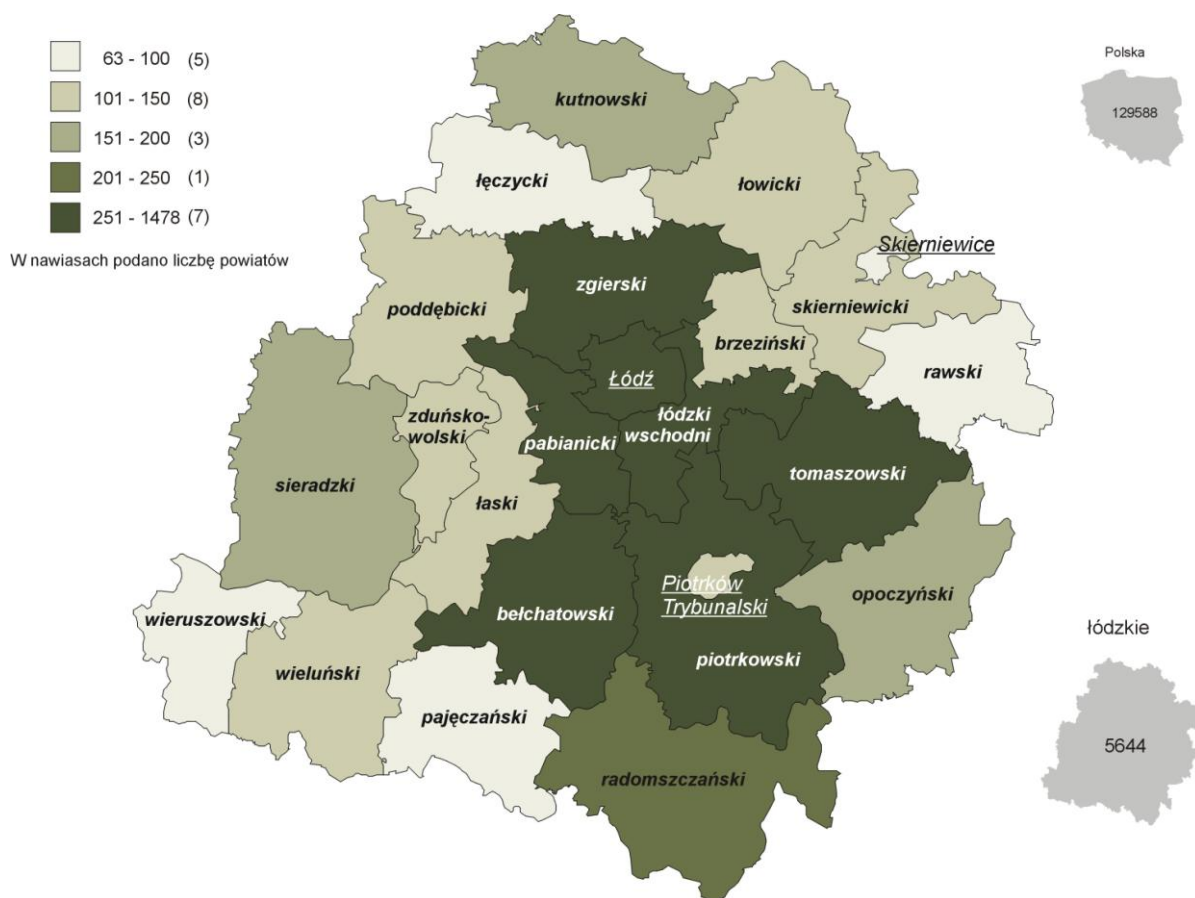 63 - 100 (5)
101 - 150 (8)
151 - 200 (3)
201 - 250 (1)
251 - 1478 (7)
W nawiasach podano liczbę powiatów
Polska
129588
kutnowski
łęczycki
łowicki
Skierniewice
zgierski
skierniewicki
poddębicki
brzeziński
rawski
Łódź
zduńsko-
wolski
łódzki
wschodni
pabianicki
tomaszowski
sieradzki
łaski
Piotrków
Trybunalski
opoczyński
wieruszowski
bełchatowski
łódzkie
piotrkowski
wieluński
pajęczański
5644
radomszczański